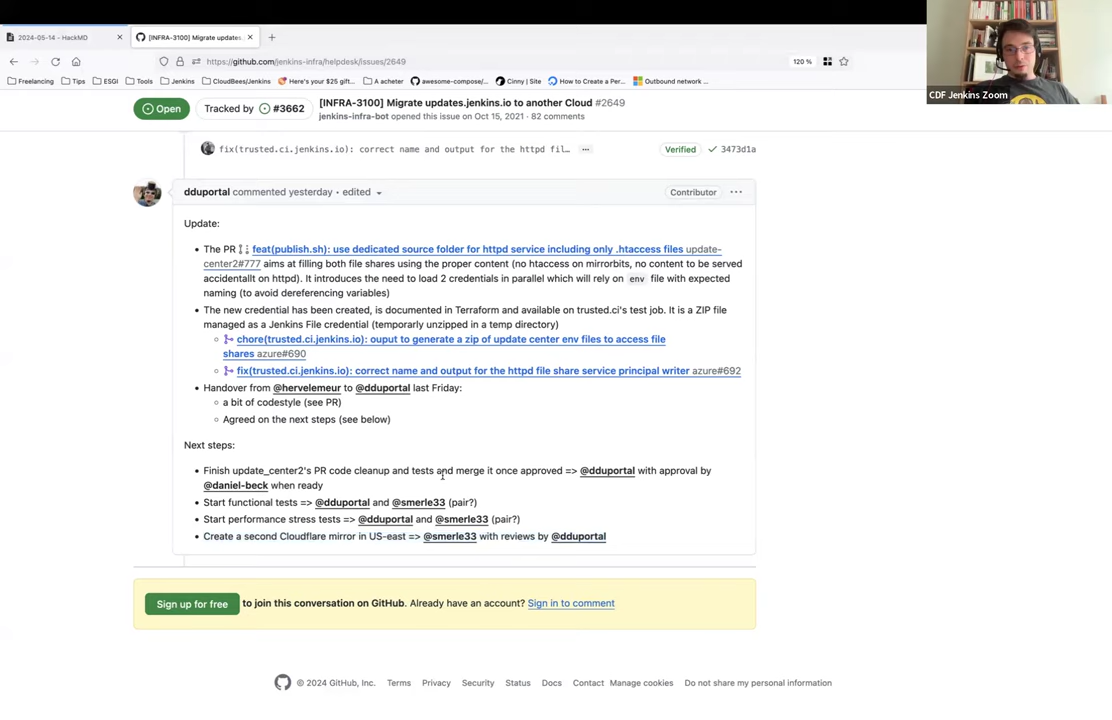 2024-05-14 - HackMD
[INFRA-3100] Migrate updates.
https://github.com/jenkins-infra/helpdesk/issues/2649
120 %
Freelancing
Tips
ESGI
Tools
Jenkins
CloudBees/Jenkins
Here's your $25 gift...
A acheter
awesome-compose/...
Cinny | Site
How to Create a Per...
Outbound network ...
CDF Jenkins Zoom
Open
Tracked by #3662
[INFRA-3100] Migrate updates.jenkins.io to another Cloud #2649
jenkins-infra-bot opened this issue on Oct 15, 2021 · 82 comments
fix(trusted.ci.jenkins.io): correct name and output for the httpd fil… ...
Verified
3473d1a
dduportal commented yesterday • edited
Contributor
Update:
• The PR feat(publish.sh): use dedicated source folder for httpd service including only .htaccess files update-
center2#777 aims at filling both file shares using the proper content (no htaccess on mirrorbits, no content to be served
accidentallt on httpd). It introduces the need to load 2 credentials in parallel which will rely on env file with expected
naming (to avoid dereferencing variables)
• The new credential has been created, is documented in Terraform and available on trusted.ci's test job. It is a ZIP file
managed as a Jenkins File credential (temporarly unzipped in a temp directory)
chore(trusted.ci.jenkins.io): ouput to generate a zip of update center env files to access file
shares azure#690
fix(trusted.ci.jenkins.io): correct name and output for the httpd file share service principal writer azure#692
• Handover from @hervelemeur to @dduportal last Friday:
a bit of codestyle (see PR)
Agreed on the next steps (see below)
Next steps:
• Finish update_center2's PR code cleanup and tests and merge it once approved => @dduportal with approval by
@daniel-beck when ready
• Start functional tests => @dduportal and @smerle33 (pair?)
• Start performance stress tests => @dduportal and @smerle33 (pair?)
• Create a second Cloudflare mirror in US-east => @smerle33 with reviews by @dduportal
Sign up for free to join this conversation on GitHub. Already have an account? Sign in to comment
© 2024 GitHub, Inc.
Terms
Privacy
Security
Status
Docs
Contact
Manage cookies
Do not share my personal information